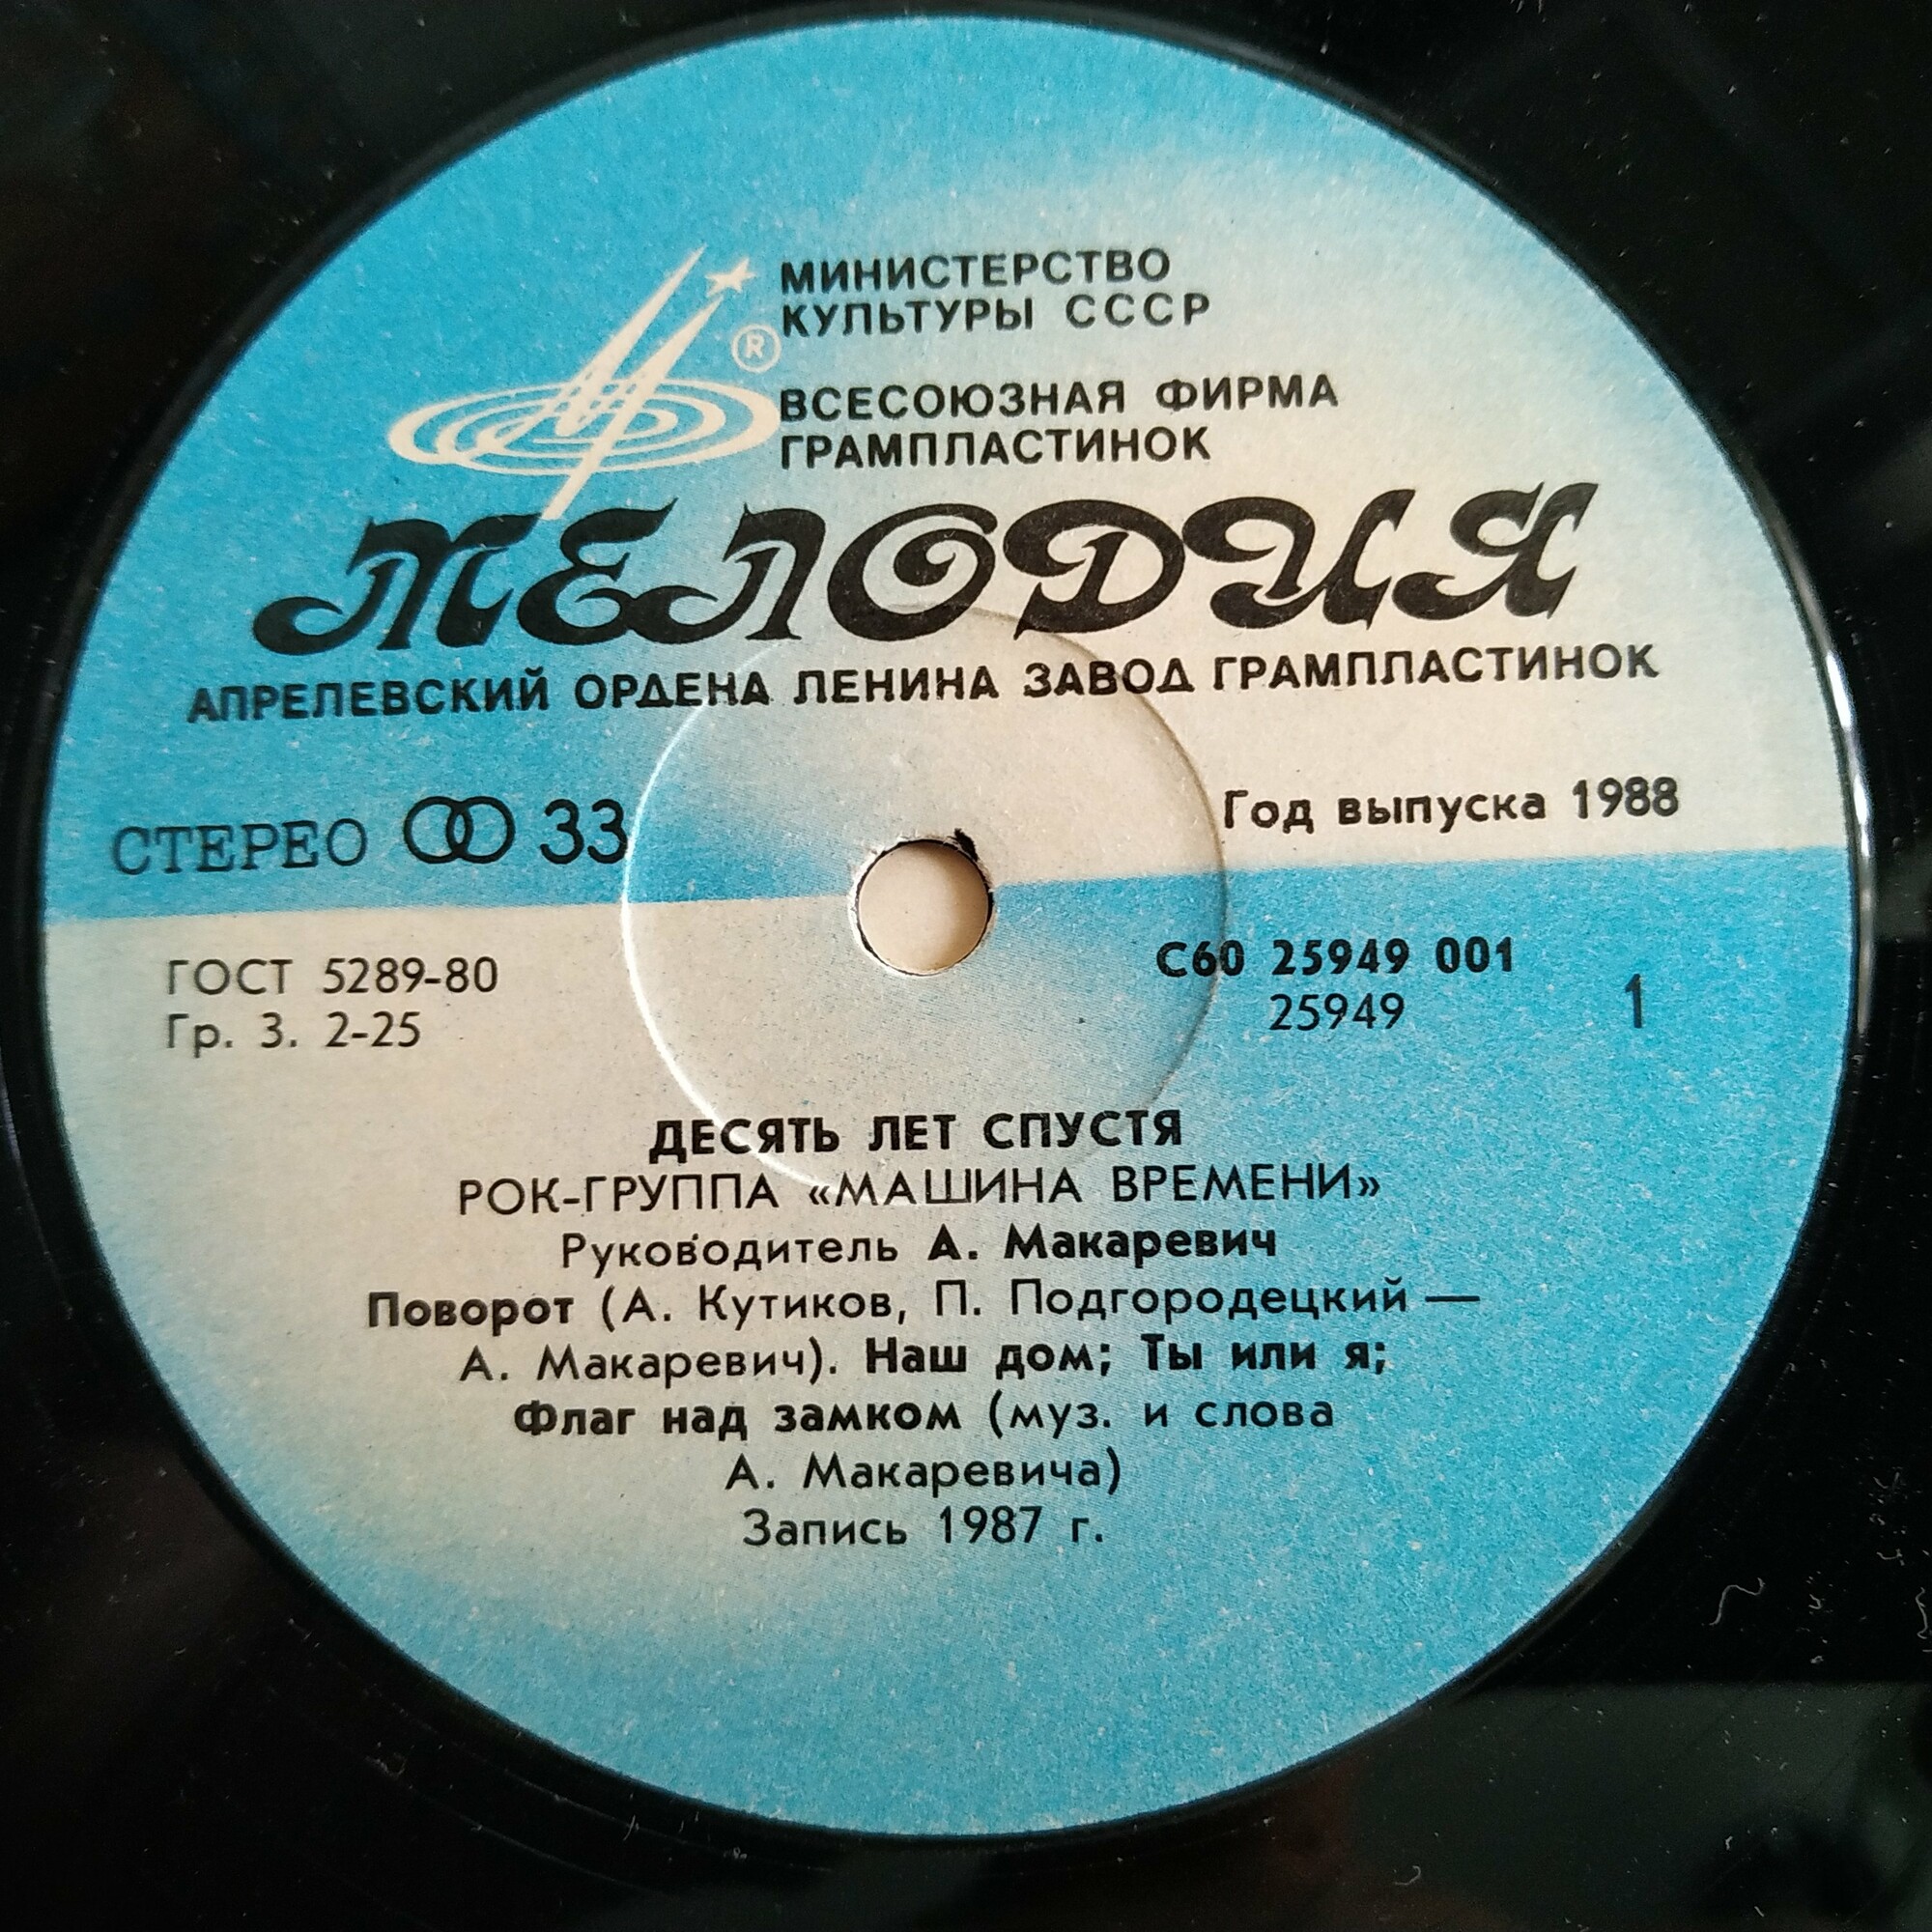 МИНИСТЕРСТВО
КУЛЬТУРЫ СССР
®
ВСЕСОЮЗНАЯ ФИРМА
ГРАМПЛАСТИНОК
МЕЛОДИЯ
АПРЕЛЕВСКИЙ ОРДЕНА ЛЕНИНА ЗАВОД ГРАМПЛАСТИНОК
СТЕРЕО 33
Год выпуска 1988
ГОСТ 5289-80
Гр. 3. 2-25
С60 25949 001
25949
1
ДЕСЯТЬ ЛЕТ СПУСТЯ
РОК-ГРУППА «МАШИНА ВРЕМЕНИ»
Руководитель А. Макаревич
Поворот (А. Кутиков, П. Подгородецкий —
А. Макаревич). Наш дом; Ты или я;
Флаг над замком (муз. и слова
А. Макаревича)
Запись 1987 г.